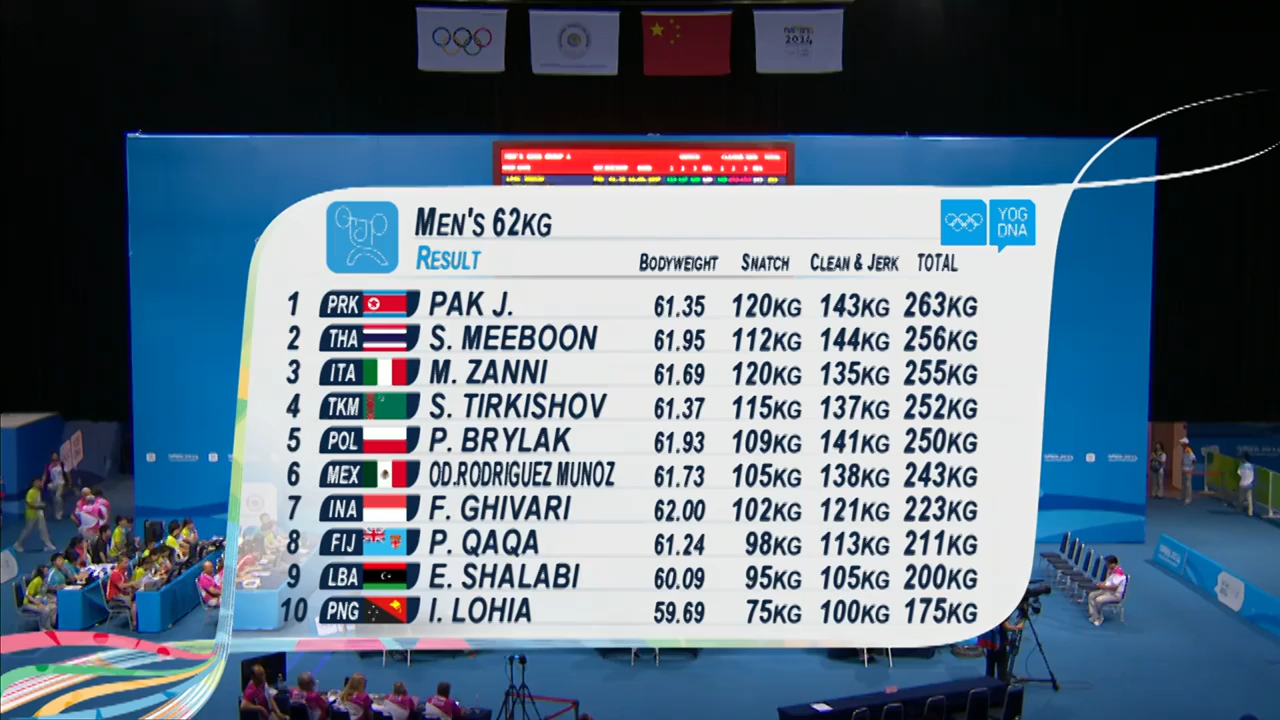 2014
MEN'S 62KG
RESULT
YOG
DNA
BODYWEIGHT SNATCH CLEAN & JERK TOTAL
1 PRK PAK J. 61.35 120KG 143KG 263KG
2 THA S. MEEBOON 61.95 112KG 144KG 256KG
3 ITA M. ZANNI 61.69 120KG 135KG 255KG
4 TKM S. TIRKISHOV 61.37 115KG 137KG 252KG
5 POL P. BRYLAK 61.93 109KG 141KG 250KG
6 MEX OD.RODRIGUEZ MUNOZ 61.73 105KG 138KG 243KG
7 INA F. GHIVARI 62.00 102KG 121KG 223KG
8 FIJ P. QAQA 61.24 98KG 113KG 211KG
9 LBA E. SHALABI 60.09 95KG 105KG 200KG
10 PNG I. LOHIA 59.69 75KG 100KG 175KG